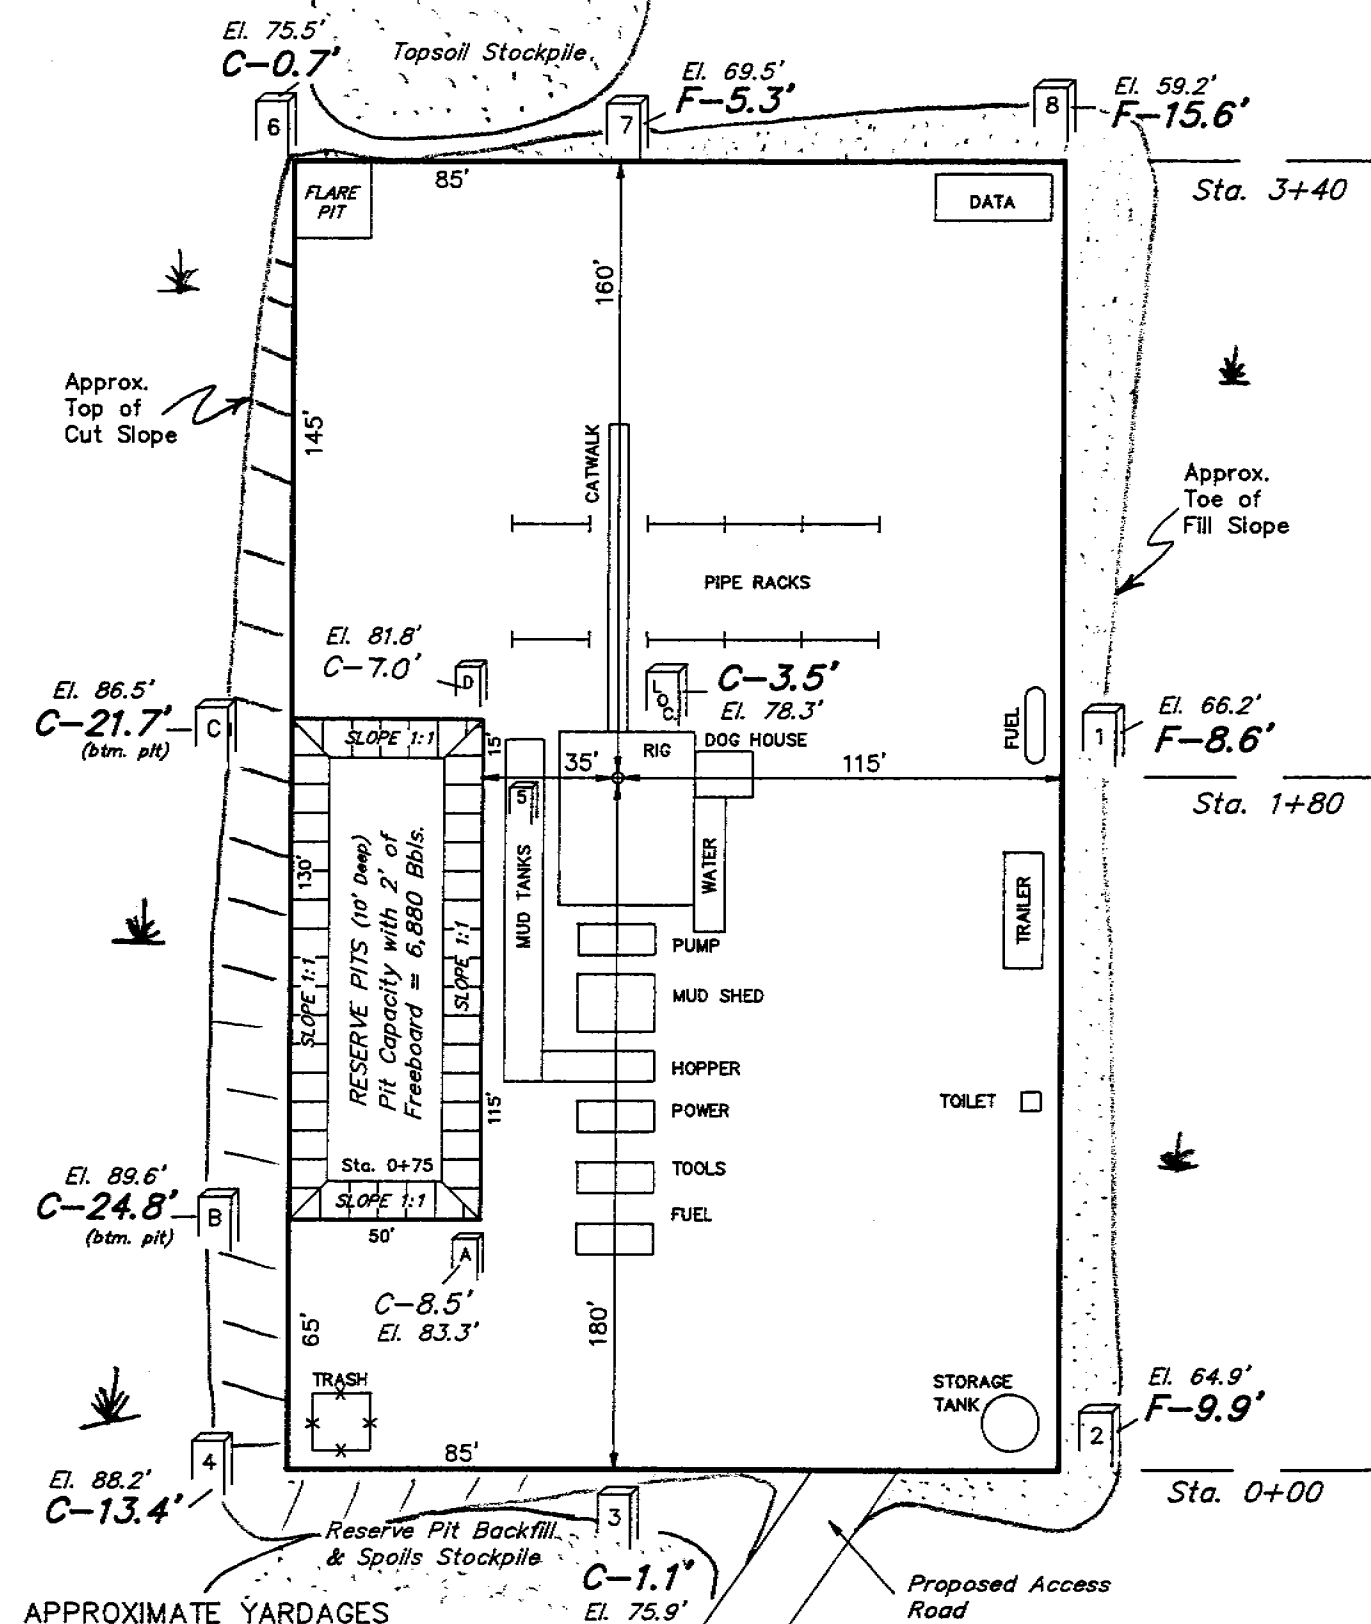 El. 75.5'
C-0.7'
Topsoil Stockpile
El. 69.5'
F-5.3'
El. 59.2'
F-15.6'
6
7
8
Sta. 3+40
85'
FLARE
PIT
DATA
160'
Approx.
Top of
Cut Slope
145'
CATWALK
Approx.
Toe of
Fill Slope
PIPE RACKS
El. 81.8'
C-7.0'
D
LOC.
C-3.5'
El. 78.3'
El. 86.5'
C-21.7'
(btm. pit)
C
FUEL
1
El. 66.2'
F-8.6'
SLOPE 1:1
15'
RIG
DOG HOUSE
35'
115'
Sta. 1+80
5
130'
RESERVE PITS (10' Deep)
Pit Capacity with 2' of
Freeboard = 6,880 Bbls.
MUD TANKS
WATER
TRAILER
SLOPE 1:1
SLOPE 1:1
PUMP
MUD SHED
HOPPER
115'
POWER
TOILET
TOOLS
FUEL
Sta. 0+75
SLOPE 1:1
El. 89.6'
C-24.8'
(btm. pit)
B
50'
A
C-8.5'
El. 83.3'
65'
180'
TRASH
STORAGE
TANK
El. 64.9'
F-9.9'
2
85'
4
El. 88.2'
C-13.4'
Sta. 0+00
3
Reserve Pit Backfill
& Spoils Stockpile
C-1.1'
El. 75.9'
Proposed Access
Road
APPROXIMATE YARDAGES